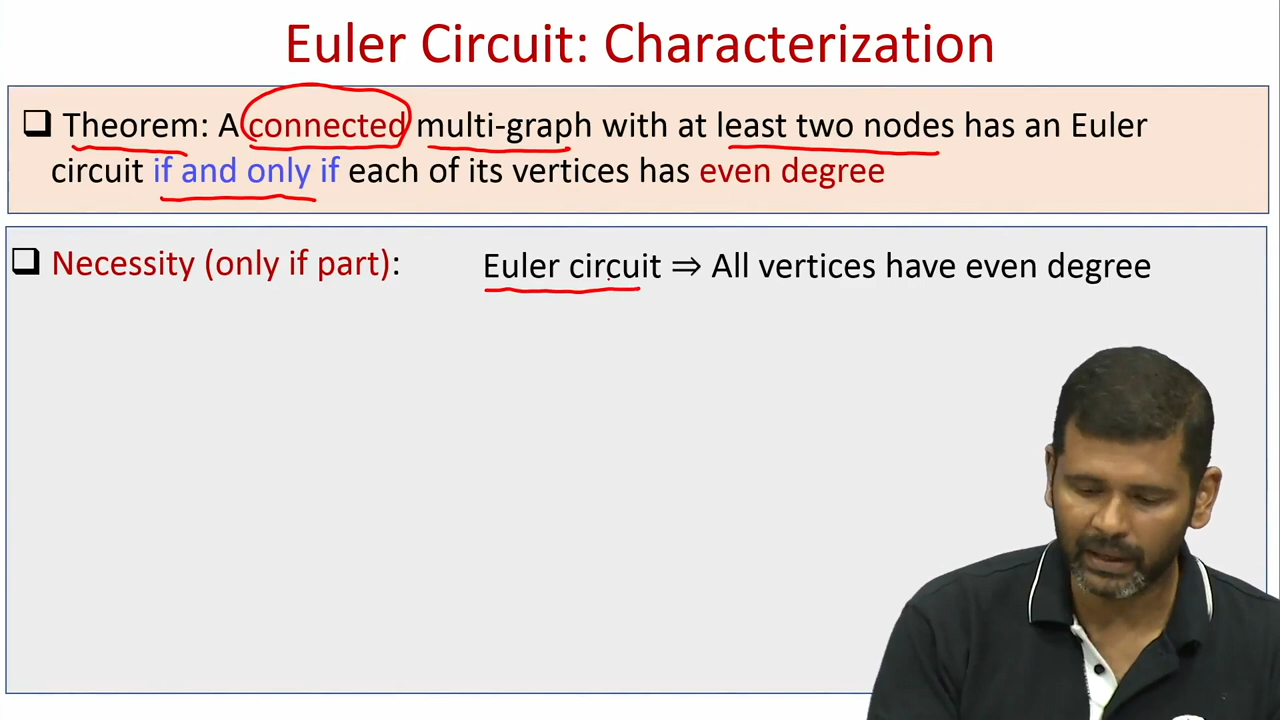 Euler Circuit: Characterization
❑ Theorem: A connected multi-graph with at least two nodes has an Euler
circuit if and only if each of its vertices has even degree
❑ Necessity (only if part): Euler circuit ⇒ All vertices have even degree